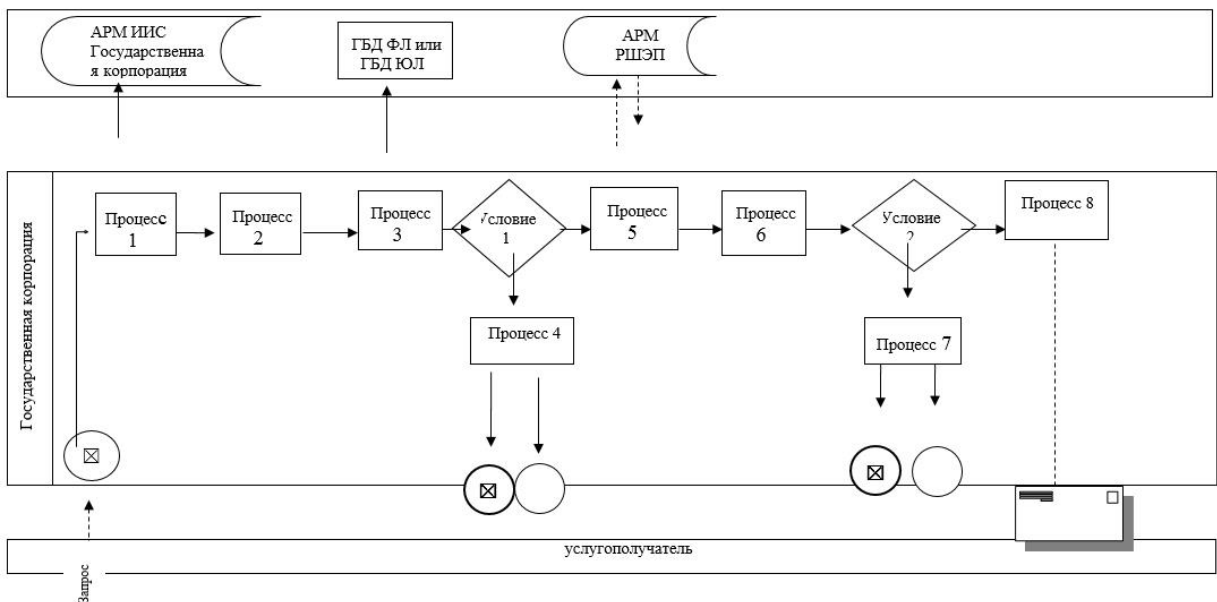 АРМ ИИС
Государственна
я корпорация
ГБД ФЛ или
ГБД ЮЛ
АРМ
РШЭП
Государственная корпорация
Процесс
1
Процесс
2
Процесс
3
Условие
1
Процесс
5
Процесс
6
Условие
2
Процесс 8
Процесс 4
Процесс 7
услугополучатель
Запрос